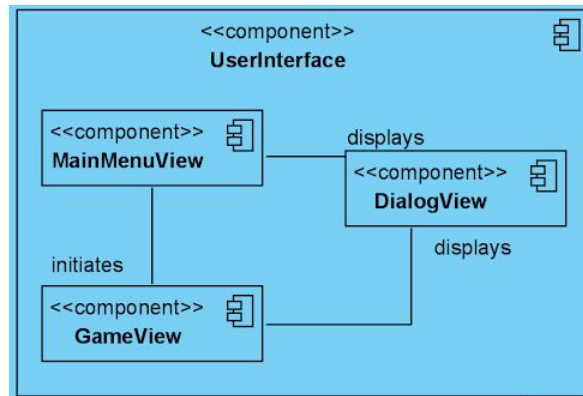 <<component>>
UserInterface
<<component>>
MainMenuView
displays
<<component>>
DialogView
displays
initiates
<<component>>
GameView